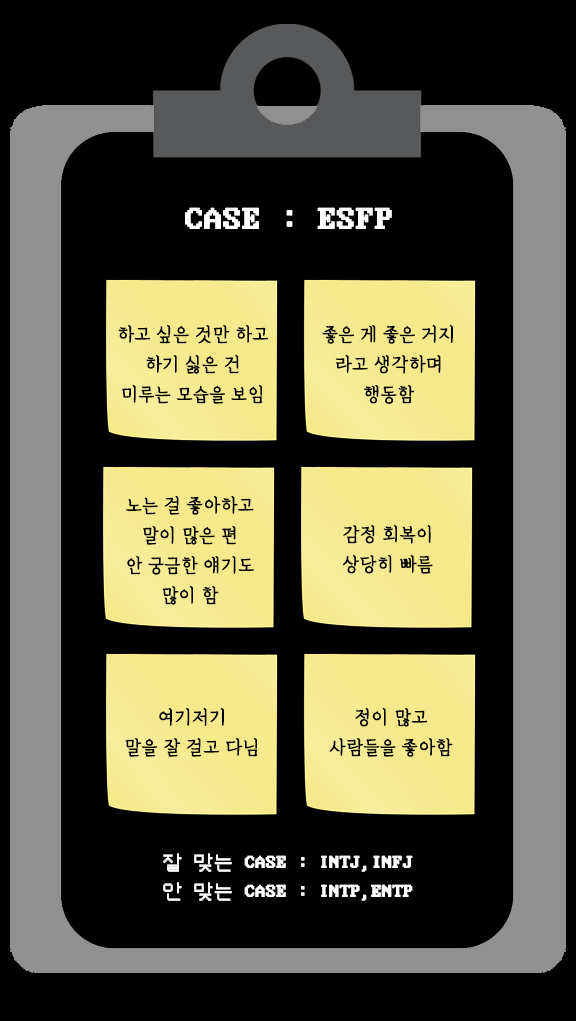 CASE : ESFP
하고 싶은 것만 하고
하기 싫은 건
미루는 모습을 보임
좋은 게 좋은 거지
라고 생각하며
행동함
노는 걸 좋아하고
말이 많은 편
안 궁금한 얘기도
많이 함
감정 회복이
상당히 빠름
여기저기
말을 잘 걸고 다님
정이 많고
사람들을 좋아함
잘 맞는 CASE : INTJ,INFJ
안 맞는 CASE : INTP,ENTP